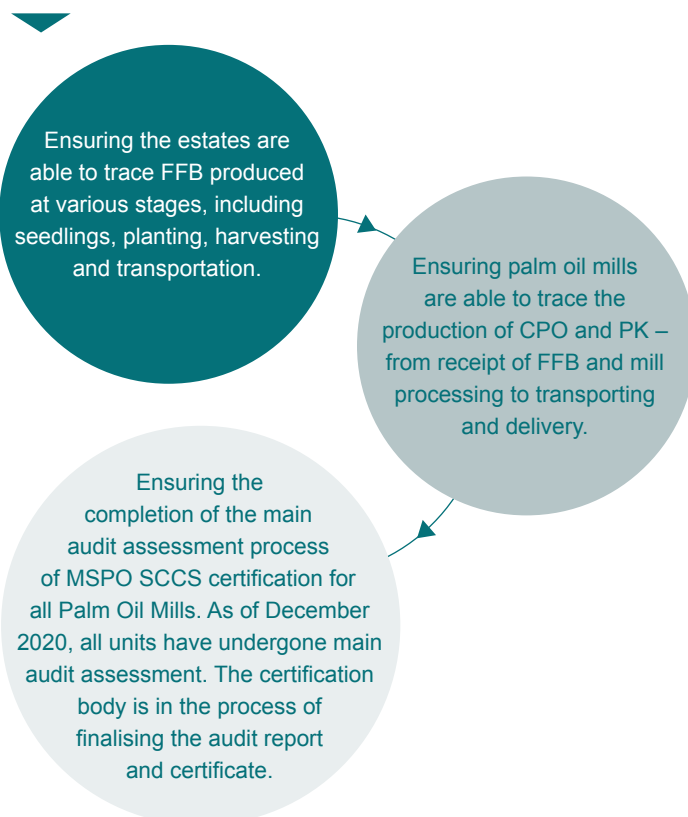 Ensuring the estates are
able to trace FFB produced
at various stages, including
seedlings, planting, harvesting
and transportation.
Ensuring palm oil mills
are able to trace the
production of CPO and PK –
from receipt of FFB and mill
processing to transporting
and delivery.
Ensuring the
completion of the main
audit assessment process
of MSPO SCCS certification for
all Palm Oil Mills. As of December
2020, all units have undergone main
audit assessment. The certification
body is in the process of
finalising the audit report
and certificate.